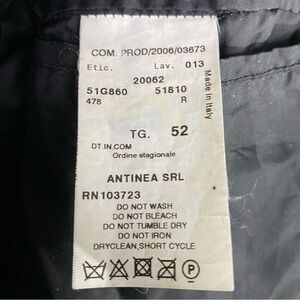 COM. PROD/2006/03673
Etic. Lav. 013
20062
51G860 51810
478 R
Made in Italy
TG. 52
DT.IN.COM
Ordine stagionale
ANTINEA SRL
RN103723
DO NOT WASH
DO NOT BLEACH
DO NOT TUMBLE DRY
DO NOT IRON
DRYCLEAN,SHORT CYCLE
P